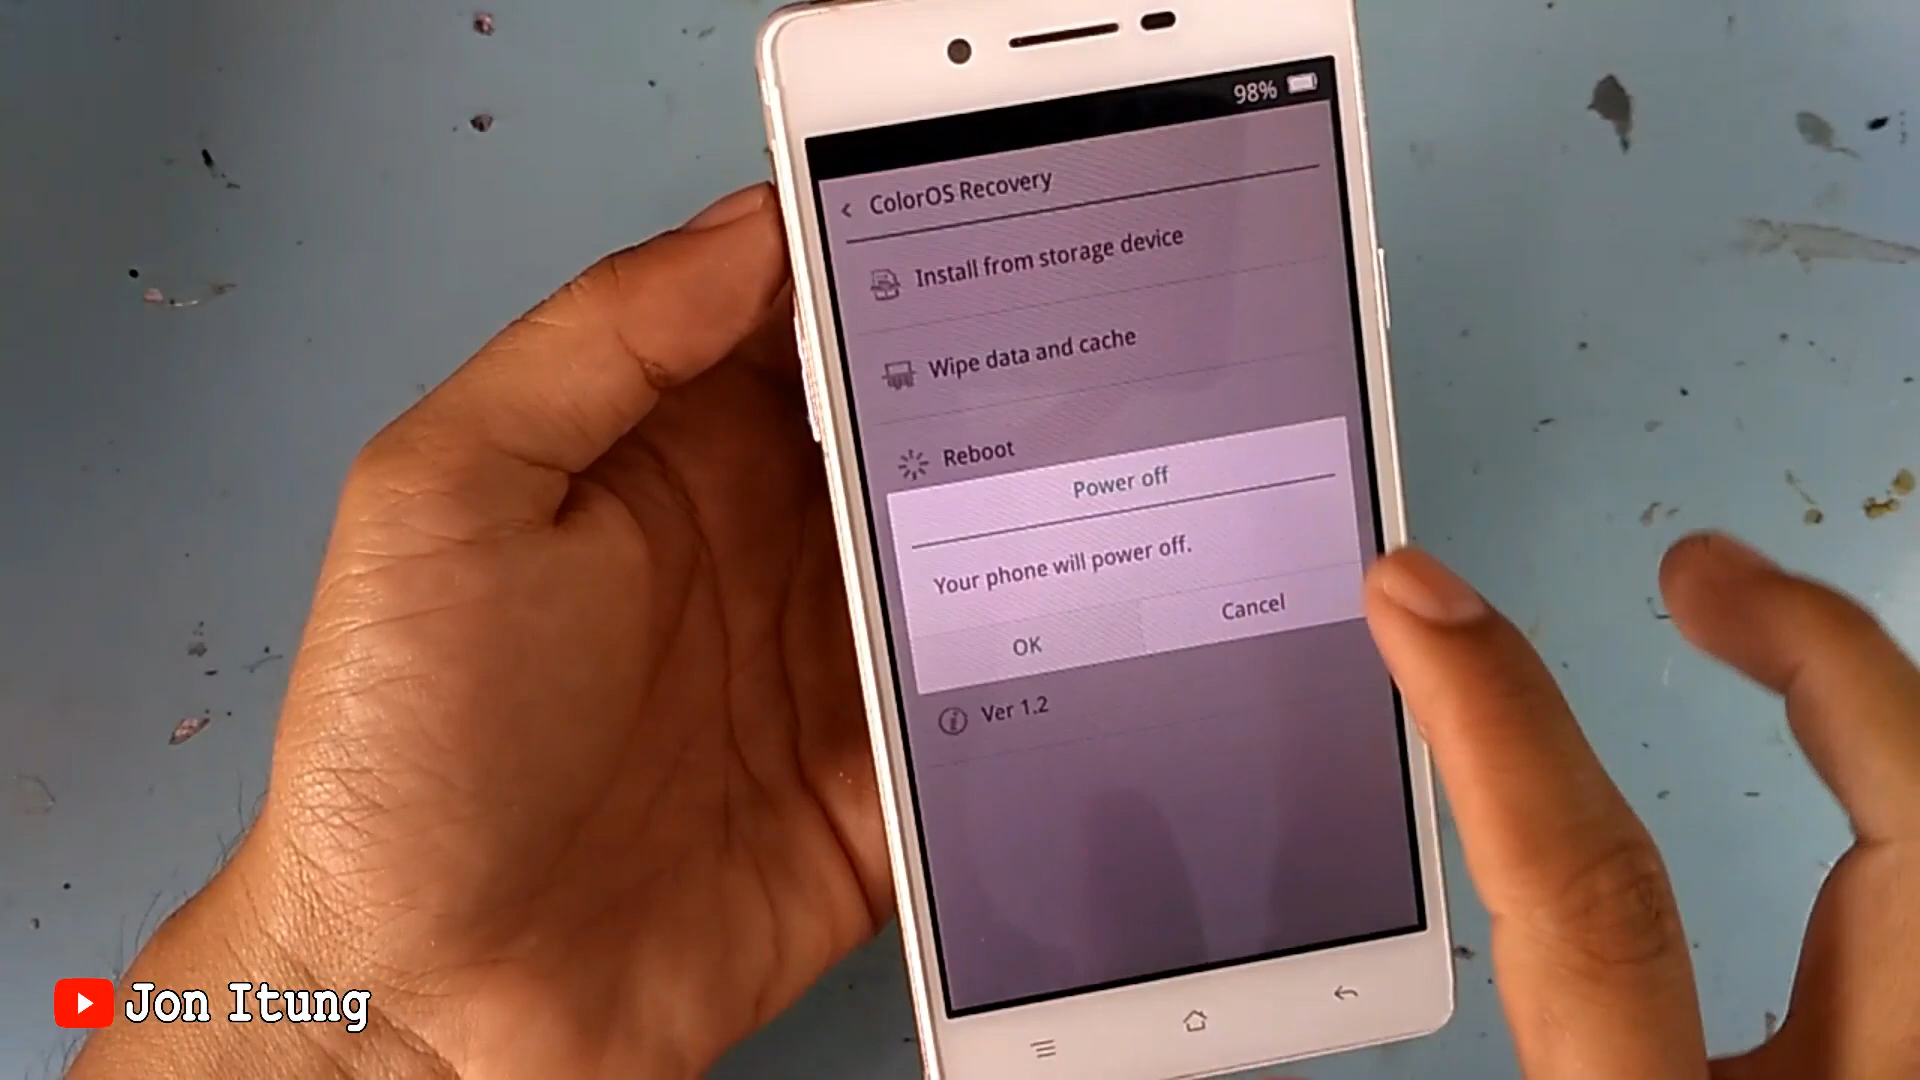 98%
ColorOS Recovery
Install from storage device
Wipe data and cache
Reboot
Power off
Your phone will power off.
OK
Cancel
Ver 1.2
Jon Itung